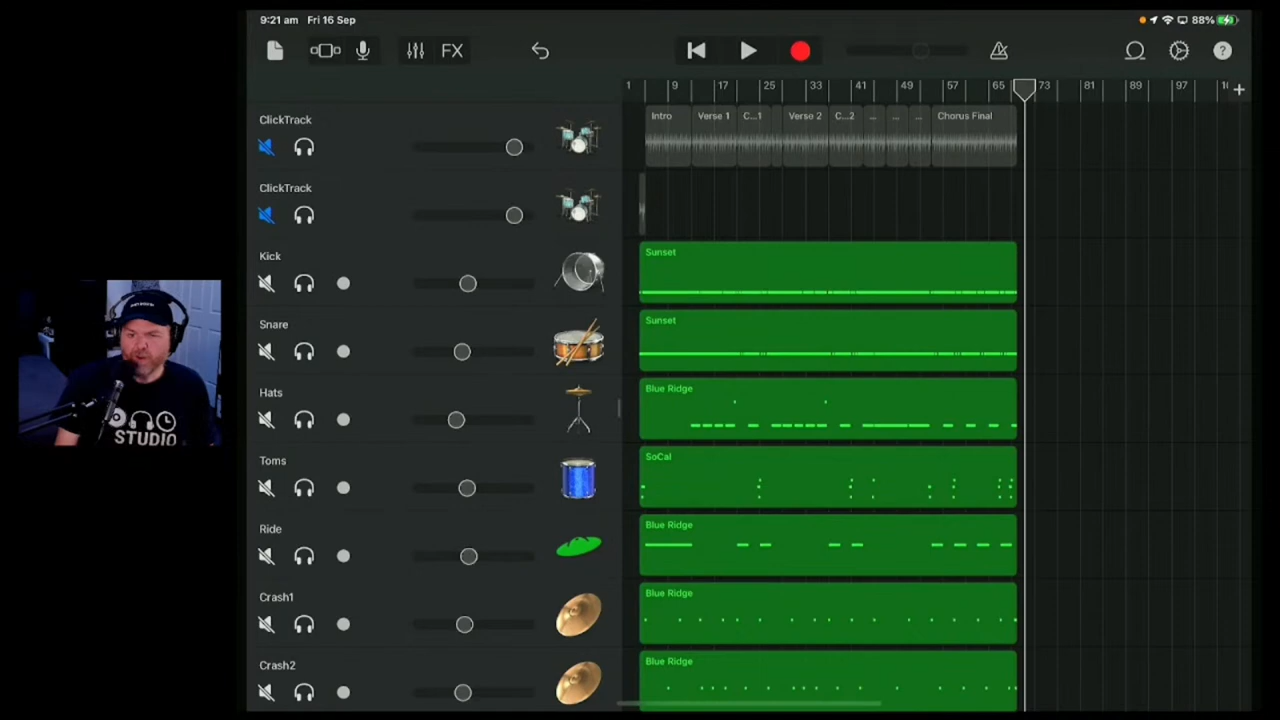 9:21 am Fri 16 Sep
88%
FX
?
1 9 17 25 33 41 49 57 65 73 81 89 97
+
ClickTrack
Intro Verse 1 C...1 Verse 2 C...2 ... ... ... Chorus Final
ClickTrack
Kick
Sunset
Snare
Sunset
Hats
Blue Ridge
Toms
SoCal
Ride
Blue Ridge
Crash1
Blue Ridge
Crash2
Blue Ridge
STUDIO